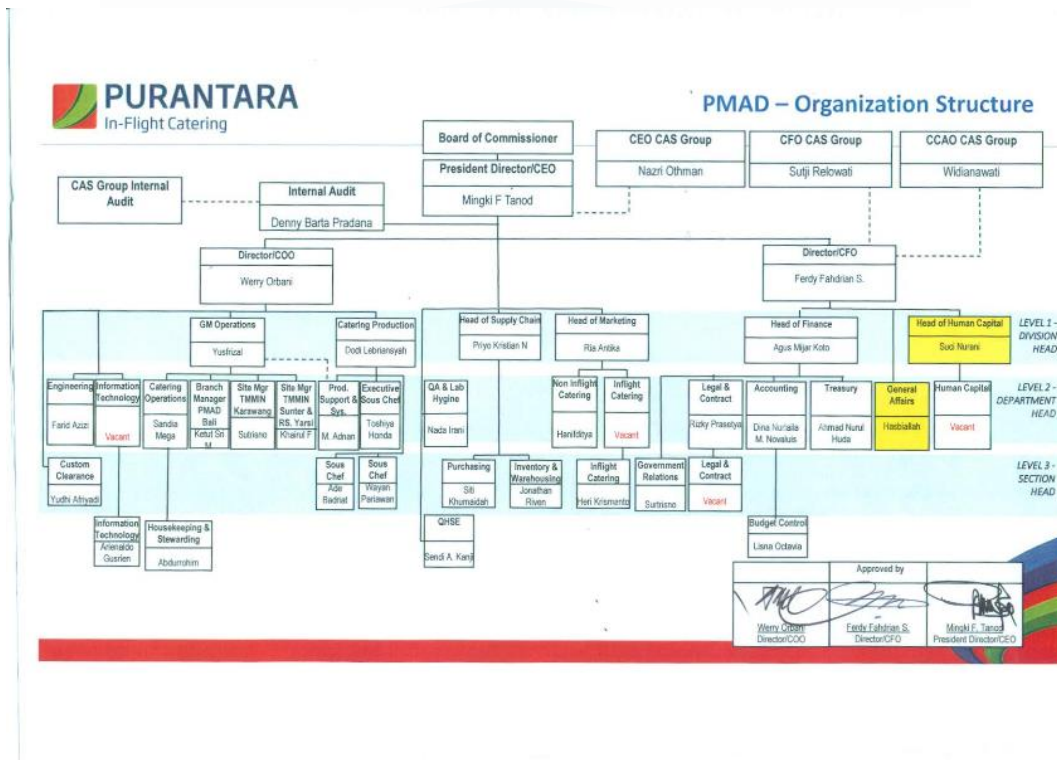 PURANTARA
In-Flight Catering
PMAD – Organization Structure
Board of Commissioner
President Director/CEO
Mingki F Tanod
CEO CAS Group
Nazri Othman
CFO CAS Group
Sutji Relowati
CCAO CAS Group
Widianawati
CAS Group Internal
Audit
Internal Audit
Denny Barta Pradana
Director/COO
Werry Orbani
Director/CFO
Ferdy Fahdrian S.
GM Operations
Yusfrizal
Catering Production
Dodi Lebriansyah
Head of Supply Chain
Priyo Kristian N
Head of Marketing
Ria Antika
Head of Finance
Agus Mijar Koto
Head of Human Capital
Suci Nurani
LEVEL 1 -
DIVISION
HEAD
Engineering
Farid Azizi
Information
Technology
Vacant
Catering
Operations
Sandia
Mega
Branch
Manager
PMAD
Bali
Ketut Sri
M
Site Mgr
TMMIN
Karawang
Sutrisno
Site Mgr
TMMIN
Sunter &
RS. Yarsi
Khairul F
Prod.
Support &
Sys.
M. Adnan
Executive
Sous Chef
Toshiya
Honda
QA & Lab
Hygine
Nada Irani
Non Inflight
Catering
Hanilditya
Inflight
Catering
Vacant
Legal &
Contract
Rizky Prasetya
Accounting
Dina Nurlaila
M. Novaluis
Treasury
Ahmad Nurul
Huda
General
Affairs
Hasbiallah
Human Capital
Vacant
LEVEL 2 -
DEPARTMENT
HEAD
Custom
Clearance
Yudhi Afriyadi
Sous
Chef
Ade
Badriat
Sous
Chef
Wayan
Pariawan
Purchasing
Siti
Khumaidah
Inventory &
Warehousing
Jonathan
Riven
Inflight
Catering
Heri Krismento
Government
Relations
Surtrisno
Legal &
Contract
Vacant
LEVEL 3 -
SECTION
HEAD
Information
Technology
Arienaldo
Gusrien
Housekeeping &
Stewarding
Abdurrohim
QHSE
Sendi A. Kanji
Budget Control
Lisna Octavia
Approved by
Werry Orbani
Director/COO
Ferdy Fahdrian S.
Director/CFO
Mingki F. Tanod
President Director/CEO